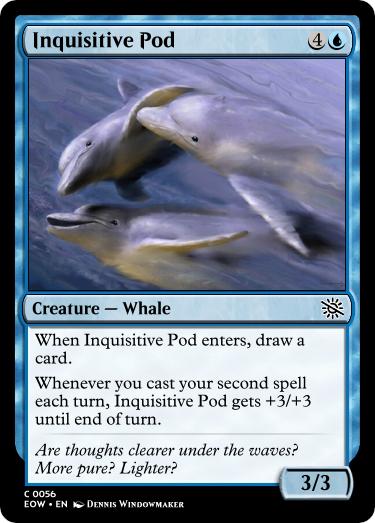 Inquisitive Pod 4
Creature — Whale
When Inquisitive Pod enters, draw a
card.
Whenever you cast your second spell
each turn, Inquisitive Pod gets +3/+3
until end of turn.
Are thoughts clearer under the waves?
More pure? Lighter?
3/3
C 0056
EOW • EN DENNIS WINDOWMAKER